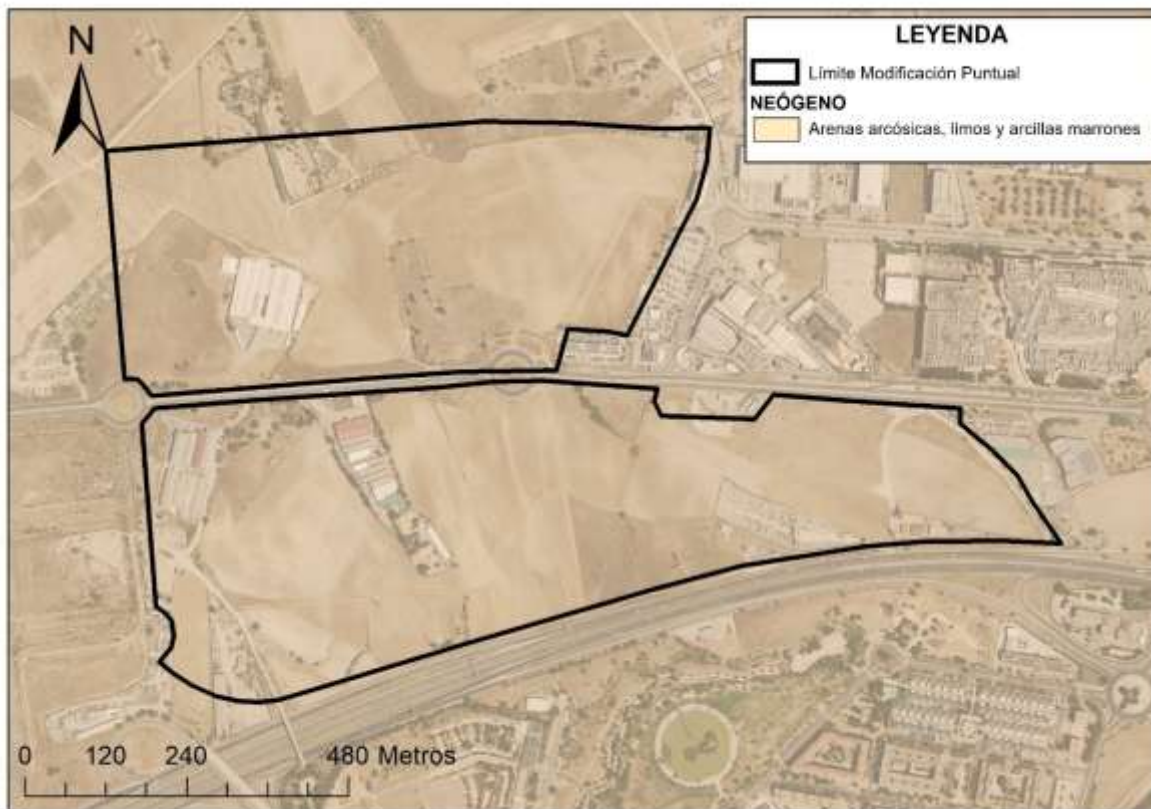 N
LEYENDA
Límite Modificación Puntual
NEÓGENO
Arenas arcósicas, limos y arcillas marrones
0 120 240 480 Metros